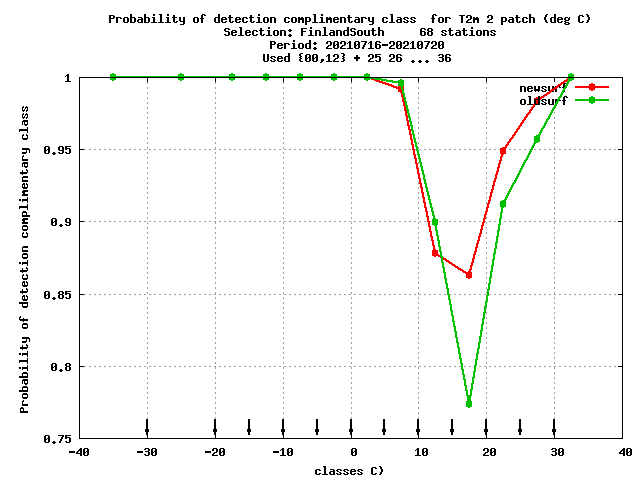 Probability of detection complimentary class  for T2m 2 patch (deg C)
Selection: FinlandSouth     68 stations
Period: 20210716-20210720
Used {00,12} + 25 26 ... 36
newsurf
oldsurf
1
0.95
0.9
0.85
0.8
0.75
Probability of detection complimentary class
-40 -30 -20 -10 0 10 20 30 40
classes C)